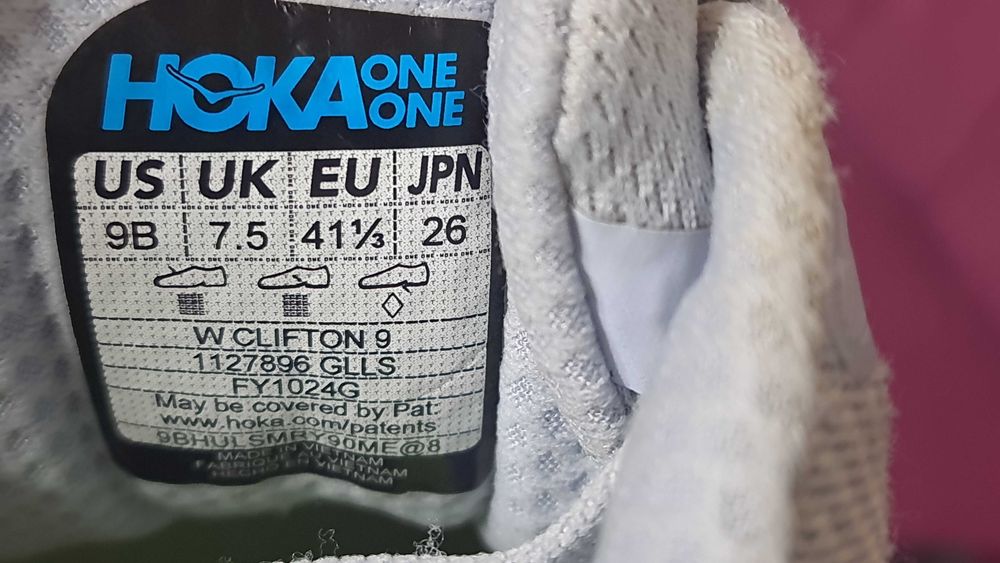 HOKA ONE ONE
US UK EU JPN
9B 7.5 41⅓ 26
W CLIFTON 9
1127896 GLLS
FY1024G
May be covered by Pat:
www.hoka.com/patents
9BHULSMRY90ME@8
MADE IN VIETNAM
FABRIQUÉ AU VIETNAM
HECHO EN VIETNAM